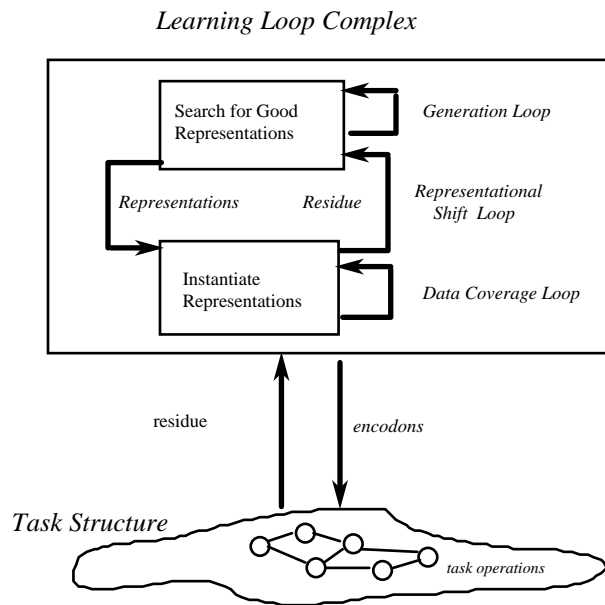 Learning Loop Complex
Search for Good
Representations
Generation Loop
Representations
Residue
Representational
Shift Loop
Instantiate
Representations
Data Coverage Loop
residue
encodons
Task Structure
task operations